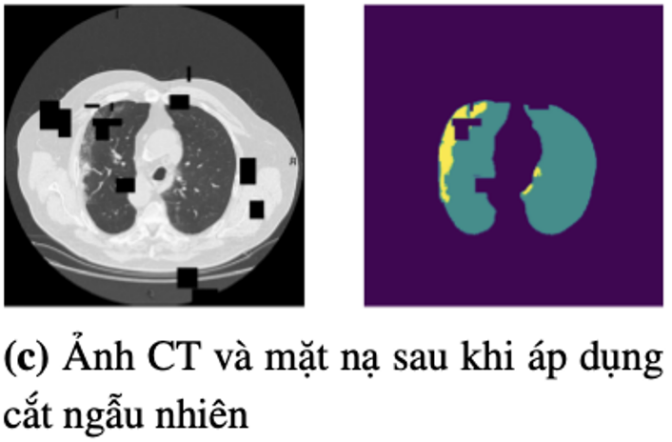 (c) Ảnh CT và mặt nạ sau khi áp dụng
cắt ngẫu nhiên